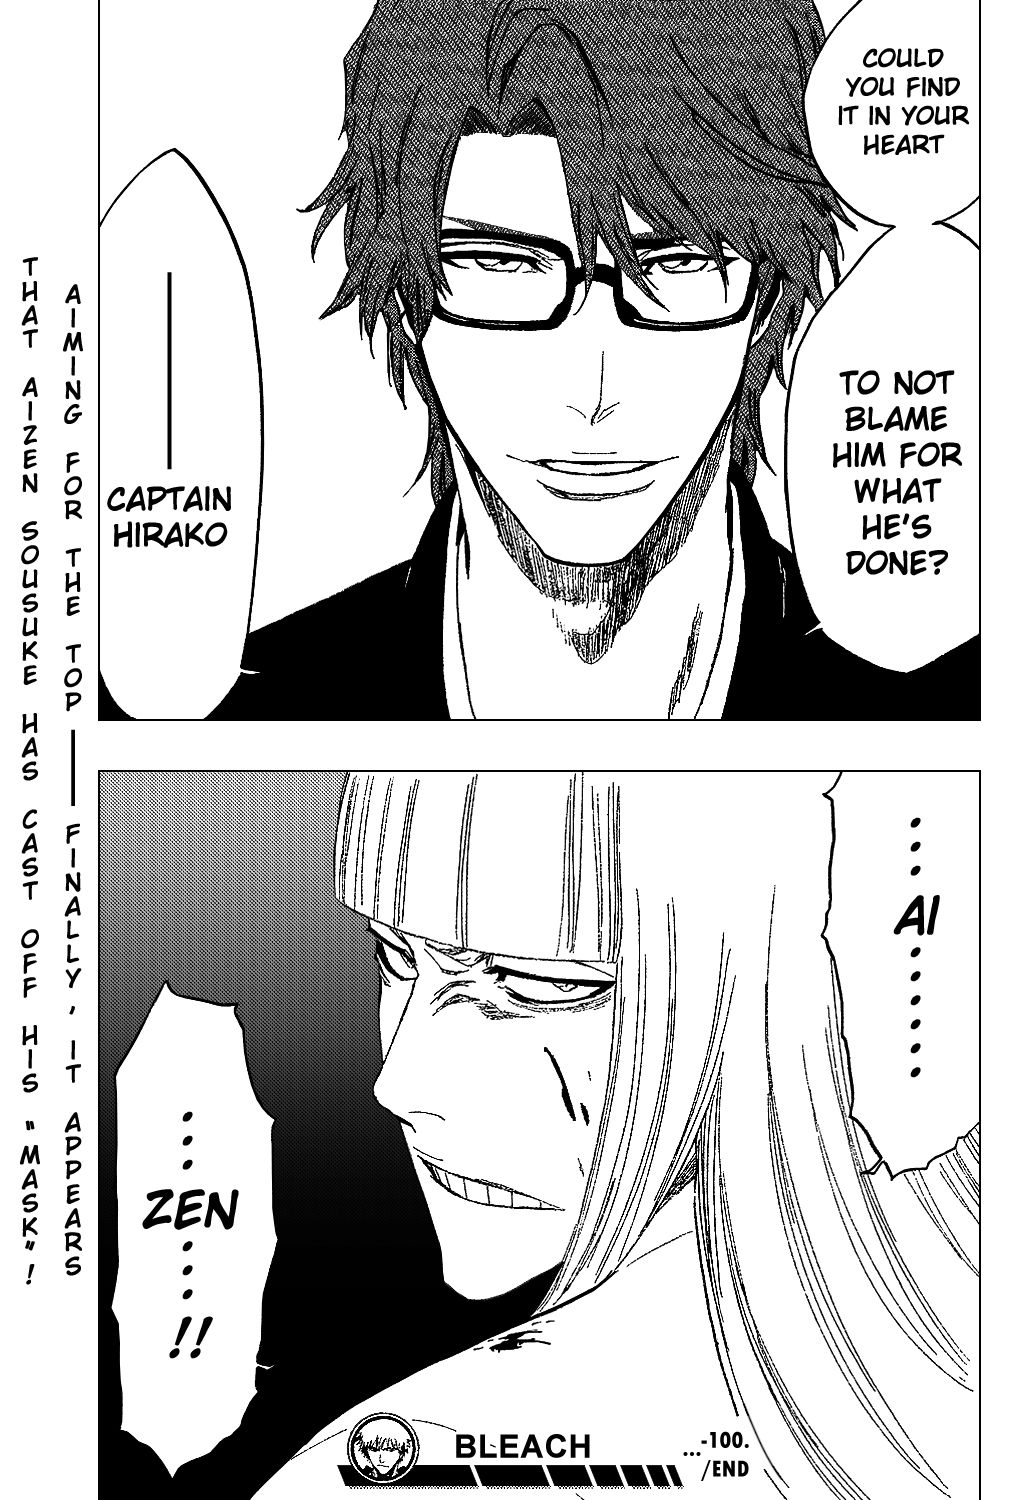 COULD
YOU FIND
IT IN YOUR
HEART
TO NOT
BLAME
HIM FOR
WHAT
HE'S
DONE?
—
CAPTAIN
HIRAKO
...
AI
......
...
ZEN
...
!!
AIMING FOR THE TOP — FINALLY, IT APPEARS
THAT AIZEN SOUSUKE HAS CAST OFF HIS "MASK"!
BLEACH
...-100.
/END